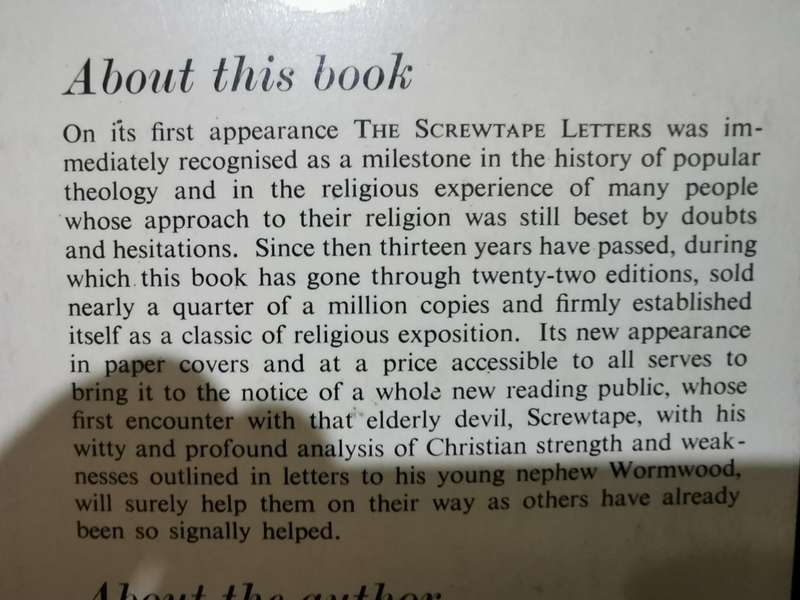 About this book
On its first appearance THE SCREWTAPE LETTERS was im-
mediately recognised as a milestone in the history of popular
theology and in the religious experience of many people
whose approach to their religion was still beset by doubts
and hesitations. Since then thirteen years have passed, during
which this book has gone through twenty-two editions, sold
nearly a quarter of a million copies and firmly established
itself as a classic of religious exposition. Its new appearance
in paper covers and at a price accessible to all serves to
bring it to the notice of a whole new reading public, whose
first encounter with that elderly devil, Screwtape, with his
witty and profound analysis of Christian strength and weak-
nesses outlined in letters to his young nephew Wormwood,
will surely help them on their way as others have already
been so signally helped.
About the author